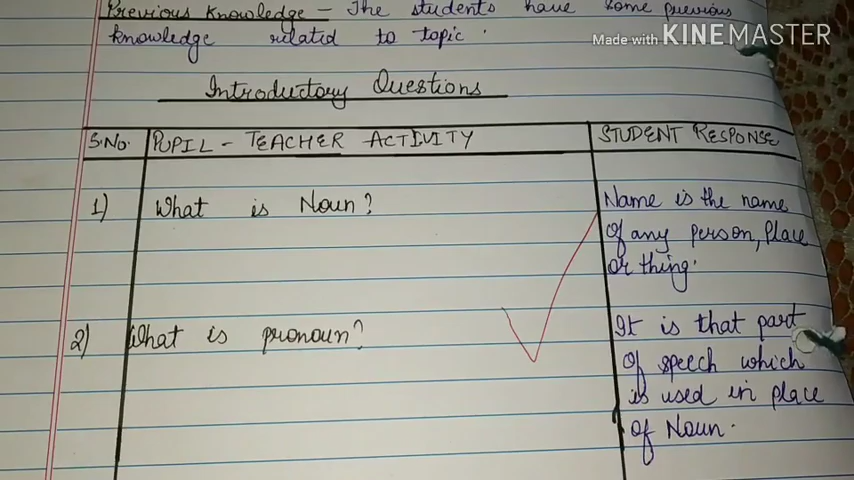 Previous Knowledge - The students have some previous
knowledge related to topic.
Made with KINEMASTER
Introductory Questions
S.No. PUPIL - TEACHER ACTIVITY STUDENT RESPONSE
1) What is Noun? Name is the name
of any person, Place
or thing.
2) What is pronoun? It is that part
of speech which
is used in place
of Noun.